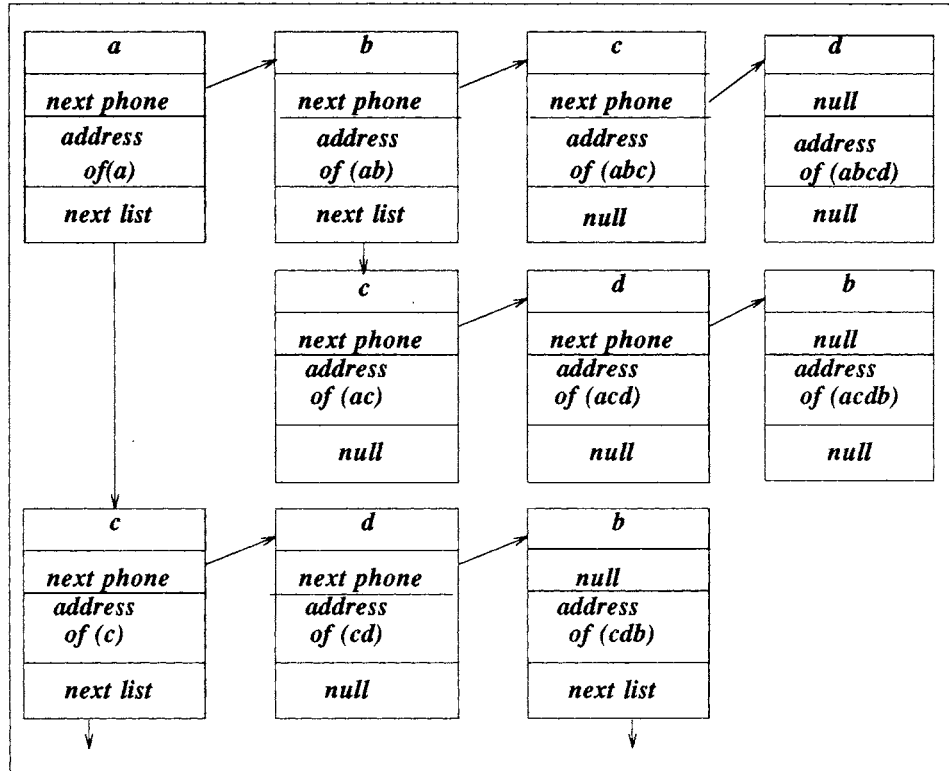 a
next phone
address
of(a)
next list
b
next phone
address
of (ab)
next list
c
next phone
address
of (abc)
null
d
null
address
of (abcd)
null
c
next phone
address
of (ac)
null
d
next phone
address
of (acd)
null
b
null
address
of (acdb)
null
c
next phone
address
of (c)
next list
d
next phone
address
of (cd)
null
b
null
address
of (cdb)
next list